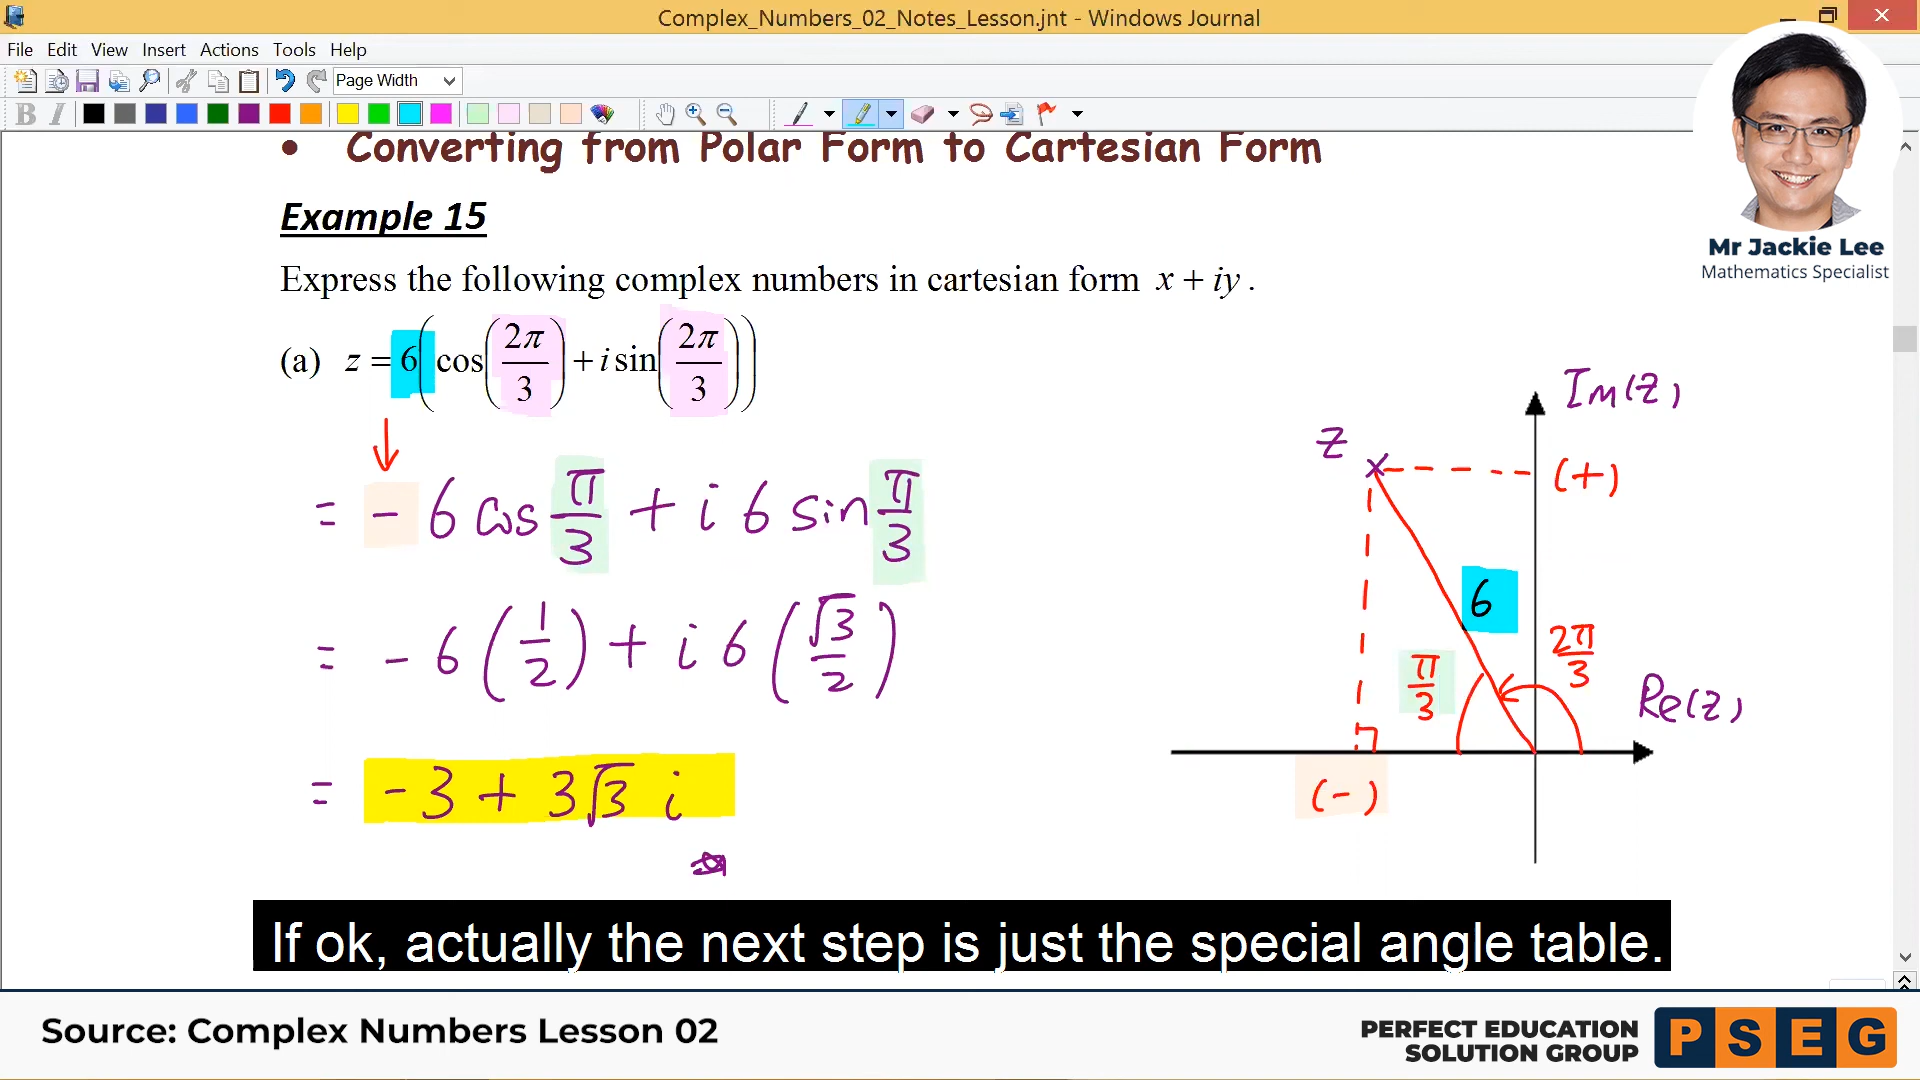 Complex_Numbers_02_Notes_Lesson.jnt - Windows Journal
File Edit View Insert Actions Tools Help
Page Width
B I
• Converting from Polar Form to Cartesian Form
Mr Jackie Lee
Mathematics Specialist
Example 15
Express the following complex numbers in cartesian form x + iy .
(a) z = 6(cos(2π/3) + i sin(2π/3))
= - 6 cos π/3 + i 6 sin π/3
= - 6 (1/2) + i 6 (√3/2)
= -3 + 3√3 i
Im(z)
z
(+)
6
2π/3
π/3
Re(z)
(-)
If ok, actually the next step is just the special angle table.
Source: Complex Numbers Lesson 02
PERFECT EDUCATION
SOLUTION GROUP
PSEG